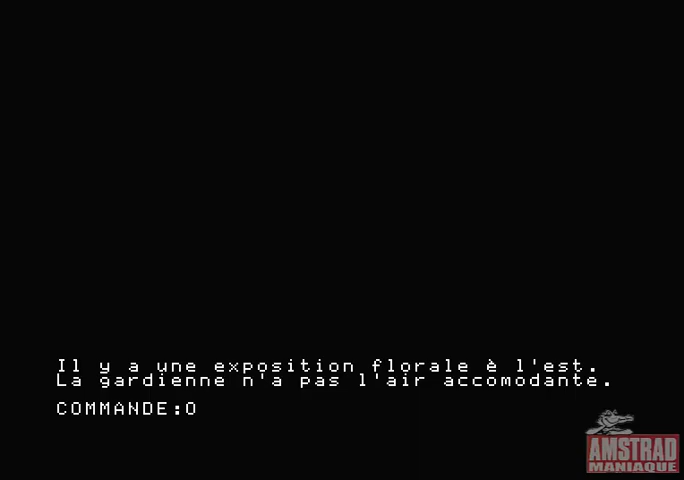 Il y a une exposition florale è l'est.
La gardienne n'a pas l'air accomodante.
COMMANDE:O
AMSTRAD
MANIAQUE